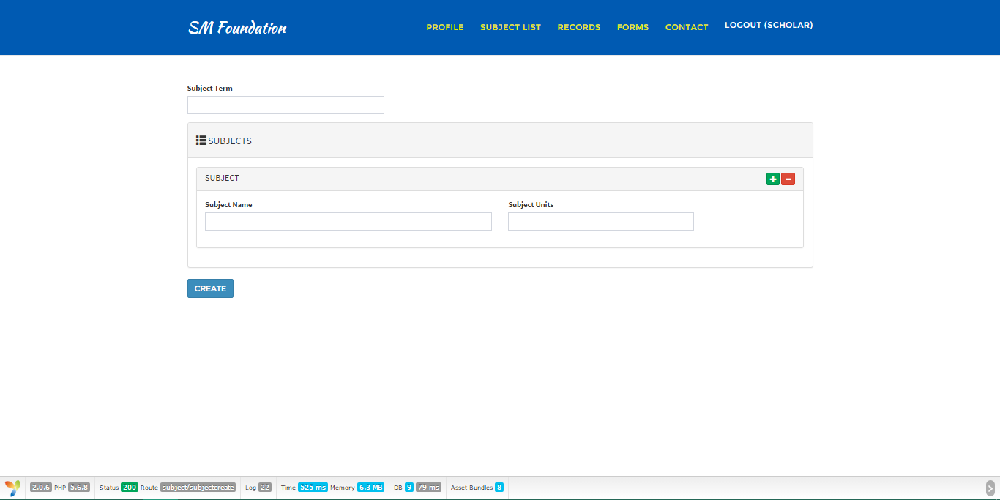 SM Foundation
PROFILE SUBJECT LIST RECORDS FORMS CONTACT LOGOUT (SCHOLAR)
Subject Term
SUBJECTS
SUBJECT
Subject Name Subject Units
CREATE
2.0.6 PHP 5.6.8 Status 200 Route subject/subjectcreate Log 22 Time 525 ms Memory 6.3 MB DB 9 79 ms Asset Bundles 8